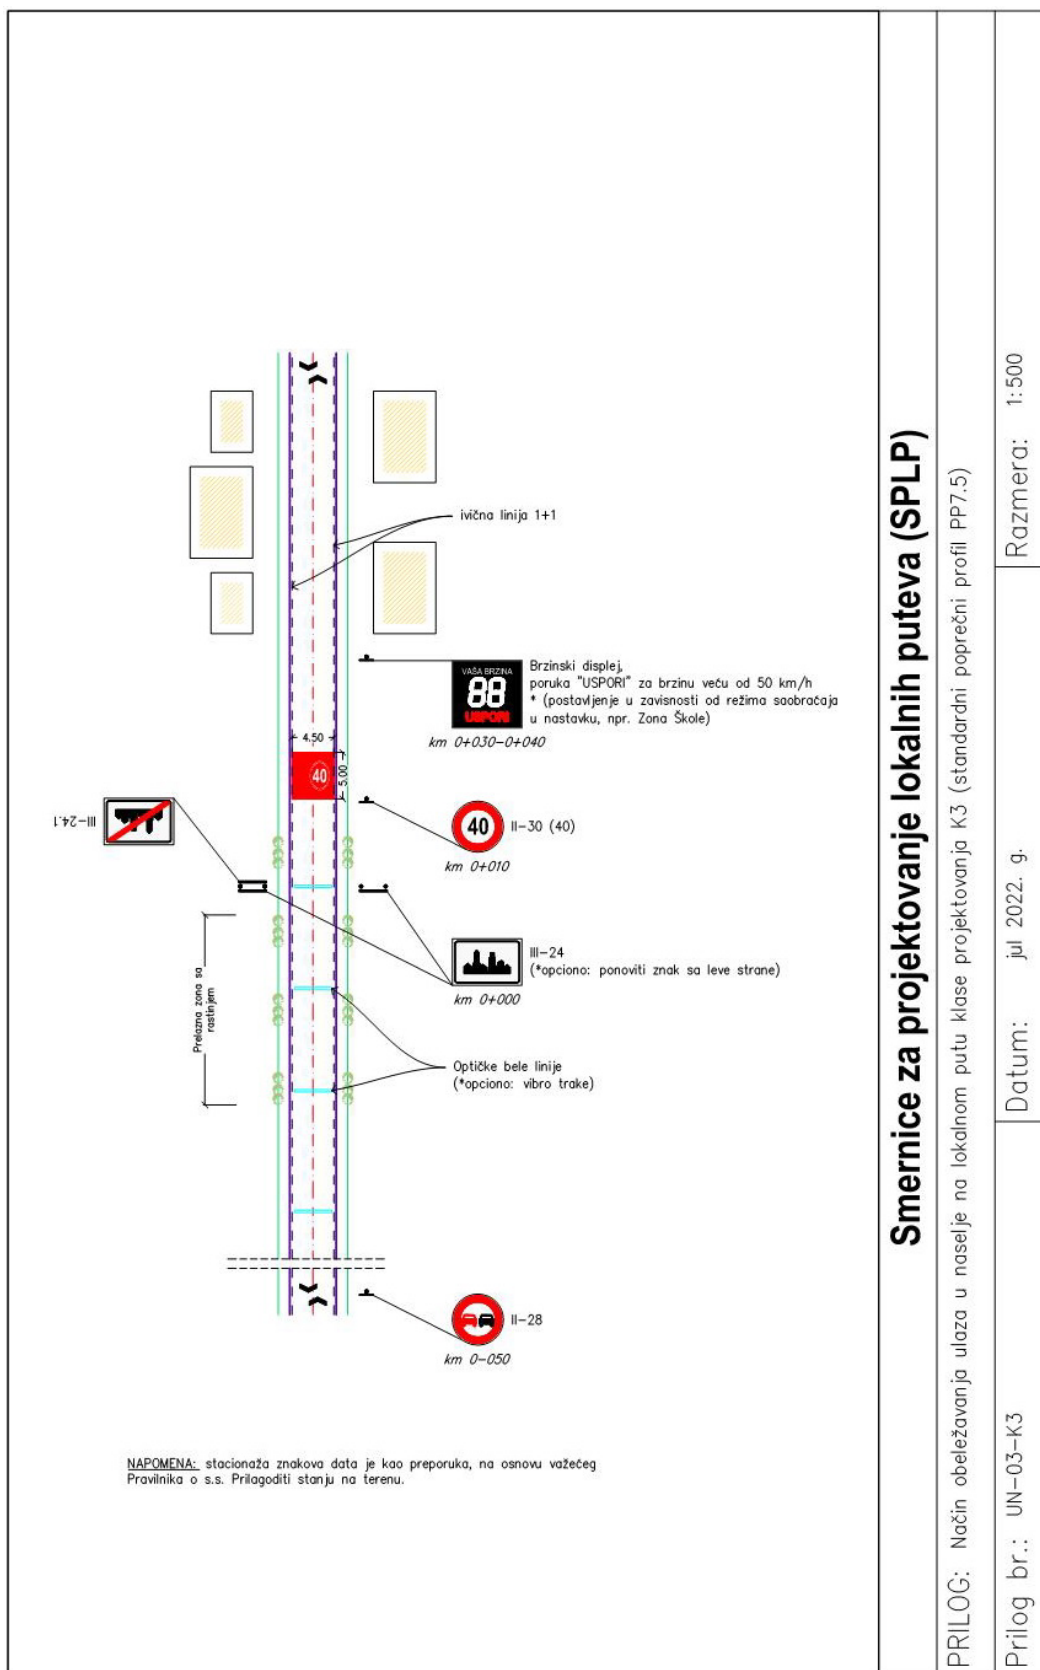 ivična linija 1+1
VAŠA BRZINA
88
USPORI
Brzinski displej,
poruka "USPORI" za brzinu veću od 50 km/h
* (postavljenje u zavisnosti od režima saobraćaja
u nastavku, npr. Zona Škole)
km 0+030-0+040
4.50
5.00
40
III-24.1
40
II-30 (40)
km 0+010
III-24
(*opciono: ponoviti znak sa leve strane)
km 0+000
Prelazna zona sa
rastinjem
Optičke bele linije
(*opciono: vibro trake)
II-28
km 0-050
NAPOMENA: stacionaža znakova data je kao preporuka, na osnovu važećeg
Pravilnika o s.s. Prilagoditi stanju na terenu.
Smernice za projektovanje lokalnih puteva (SPLP)
PRILOG: Način obeležavanja ulaza u naselje na lokalnom putu klase projektovanja K3 (standardni poprečni profil PP7.5)
Prilog br.: UN-03-K3
Datum: jul 2022. g.
Razmera: 1:500